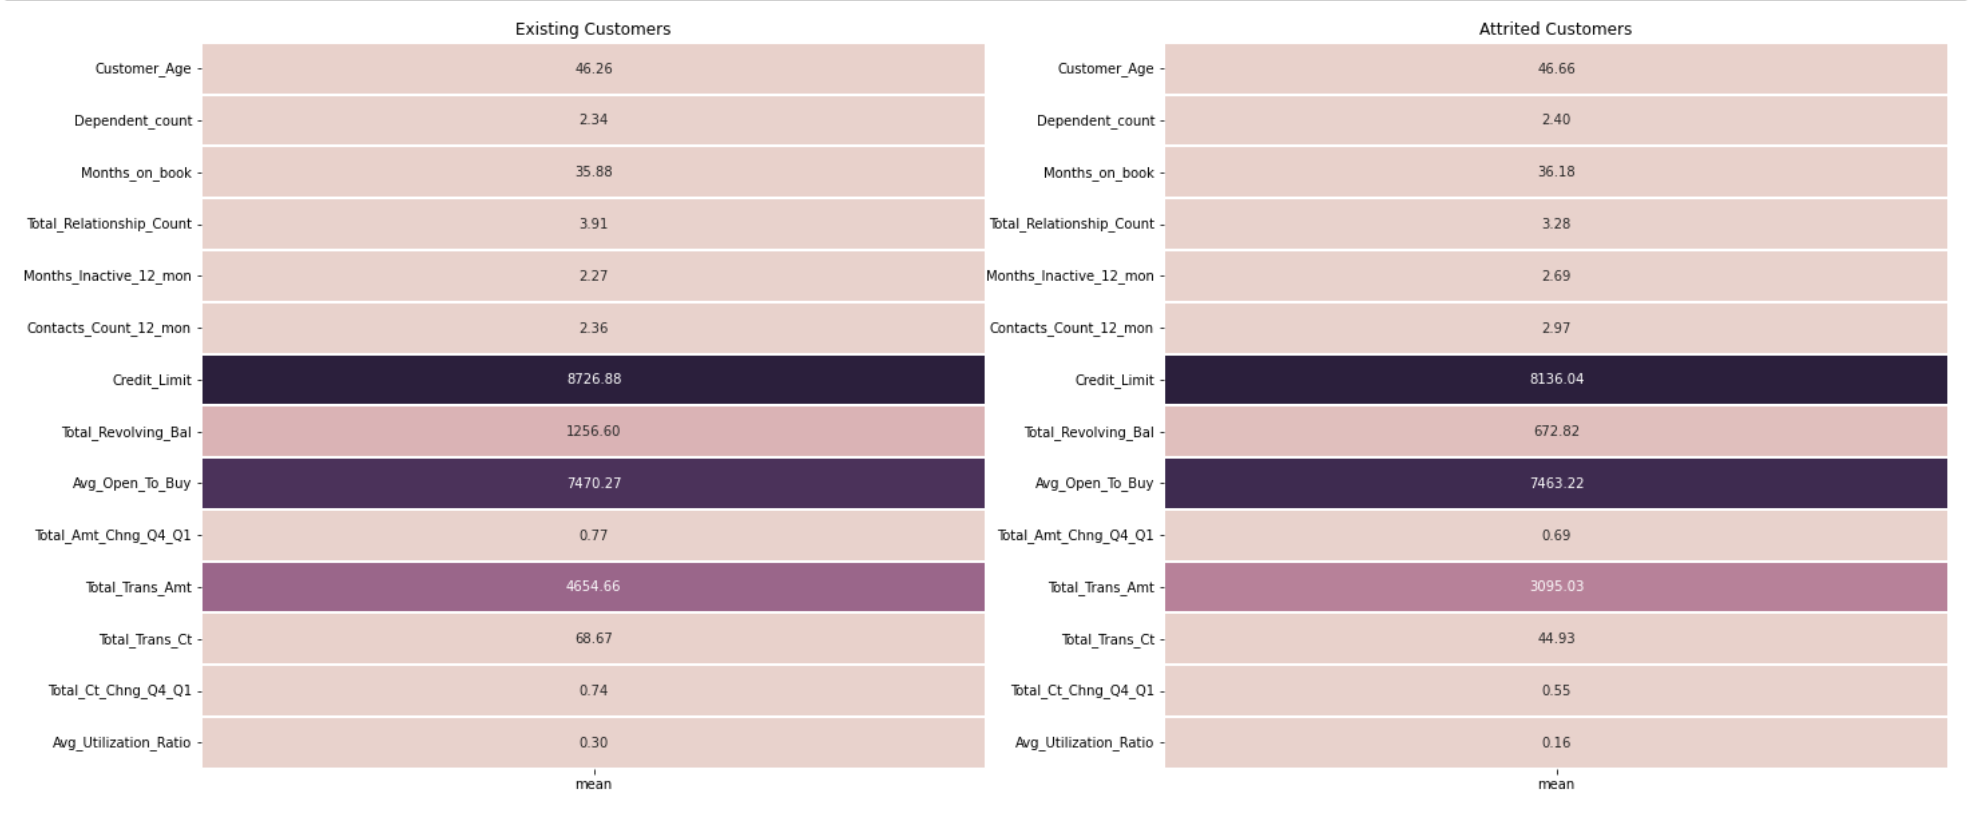 Existing Customers
Customer_Age 46.26
Dependent_count 2.34
Months_on_book 35.88
Total_Relationship_Count 3.91
Months_Inactive_12_mon 2.27
Contacts_Count_12_mon 2.36
Credit_Limit 8726.88
Total_Revolving_Bal 1256.60
Avg_Open_To_Buy 7470.27
Total_Amt_Chng_Q4_Q1 0.77
Total_Trans_Amt 4654.66
Total_Trans_Ct 68.67
Total_Ct_Chng_Q4_Q1 0.74
Avg_Utilization_Ratio 0.30
mean
Attrited Customers
Customer_Age 46.66
Dependent_count 2.40
Months_on_book 36.18
Total_Relationship_Count 3.28
Months_Inactive_12_mon 2.69
Contacts_Count_12_mon 2.97
Credit_Limit 8136.04
Total_Revolving_Bal 672.82
Avg_Open_To_Buy 7463.22
Total_Amt_Chng_Q4_Q1 0.69
Total_Trans_Amt 3095.03
Total_Trans_Ct 44.93
Total_Ct_Chng_Q4_Q1 0.55
Avg_Utilization_Ratio 0.16
mean